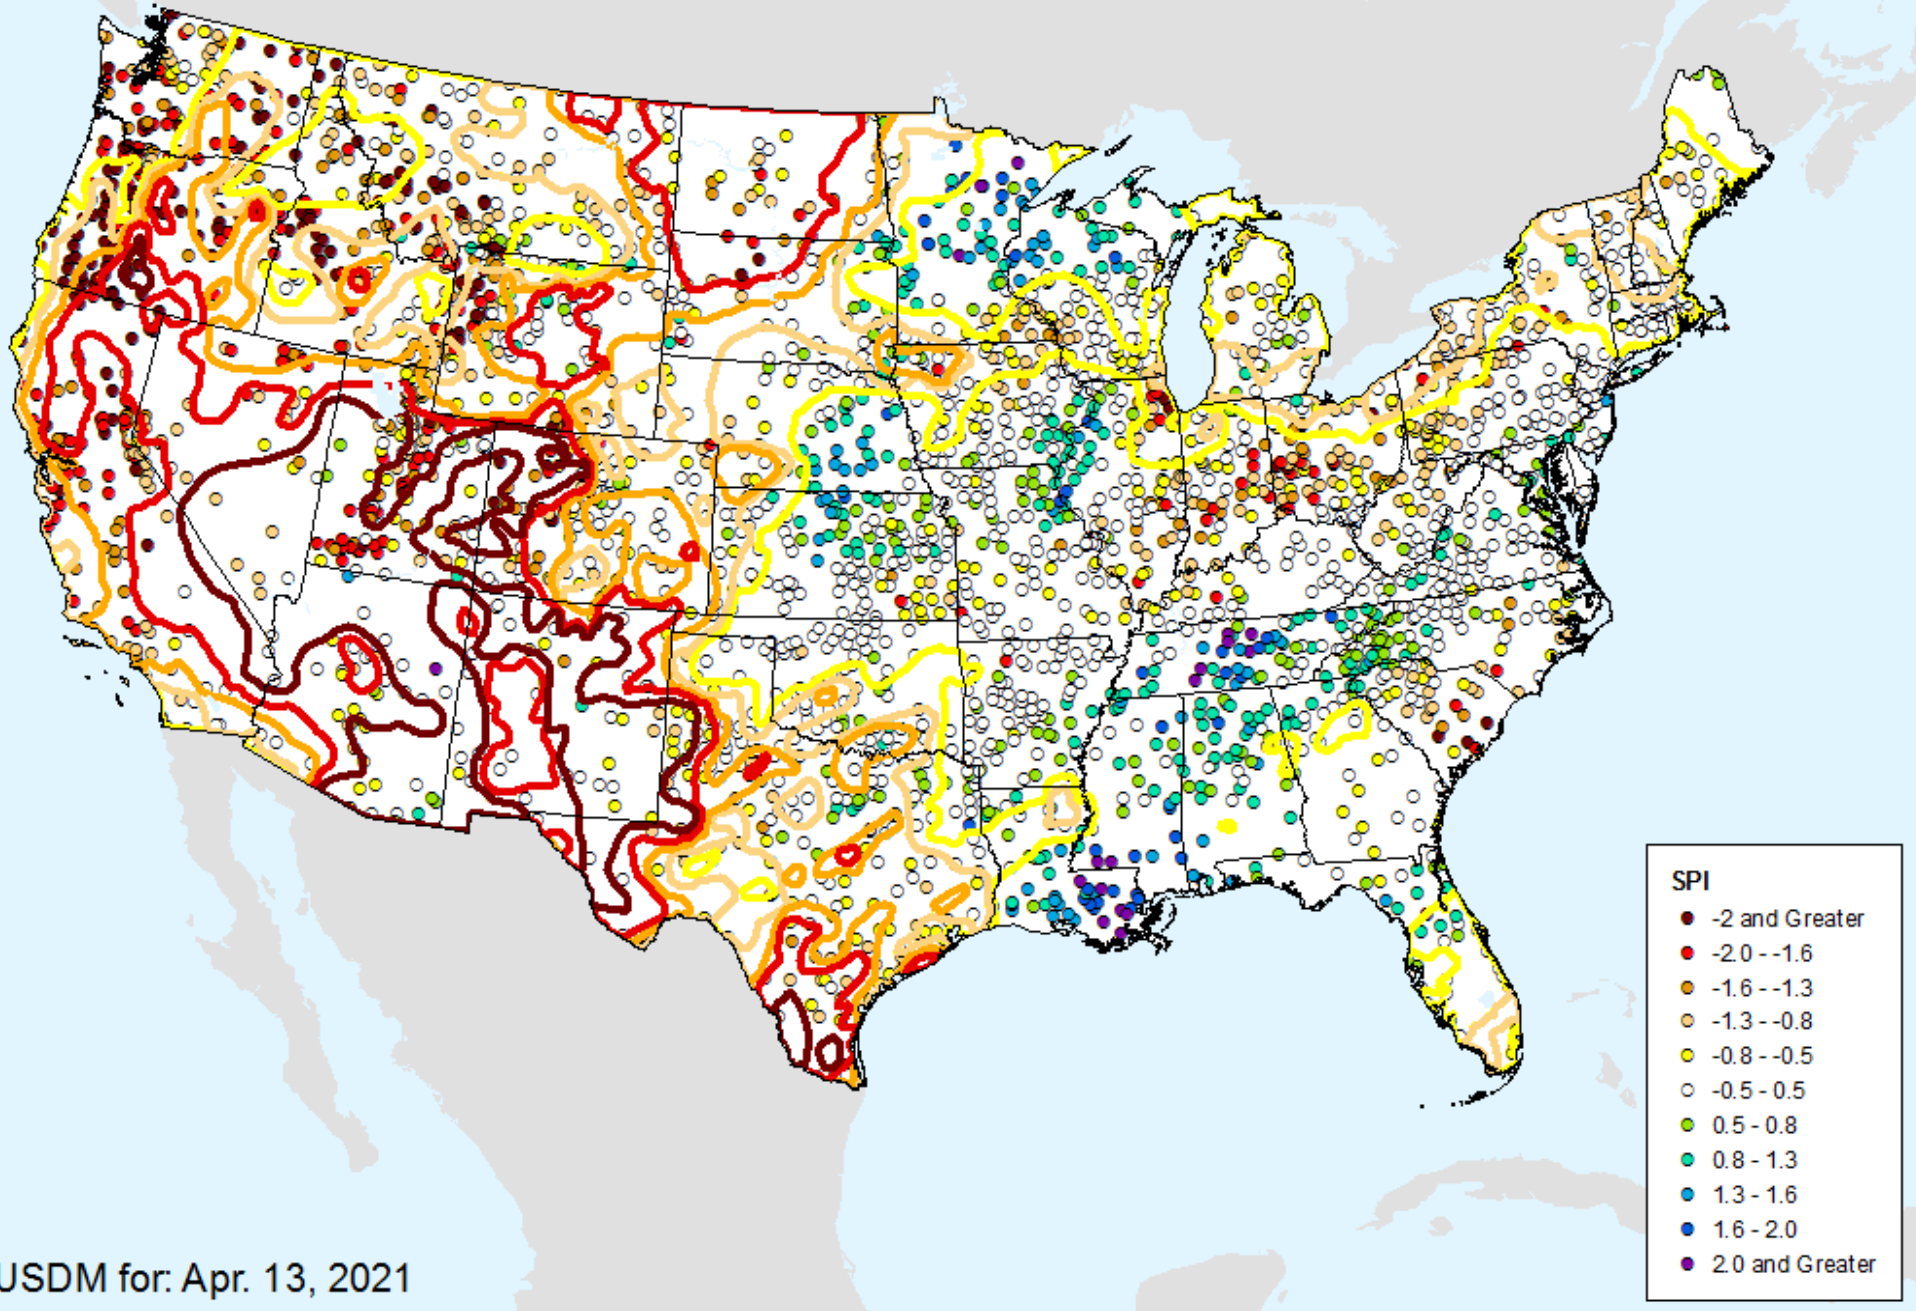 SPI
-2 and Greater
-2.0 - -1.6
-1.6 - -1.3
-1.3 - -0.8
-0.8 - -0.5
-0.5 - 0.5
0.5 - 0.8
0.8 - 1.3
1.3 - 1.6
1.6 - 2.0
2.0 and Greater
USDM for: Apr. 13, 2021